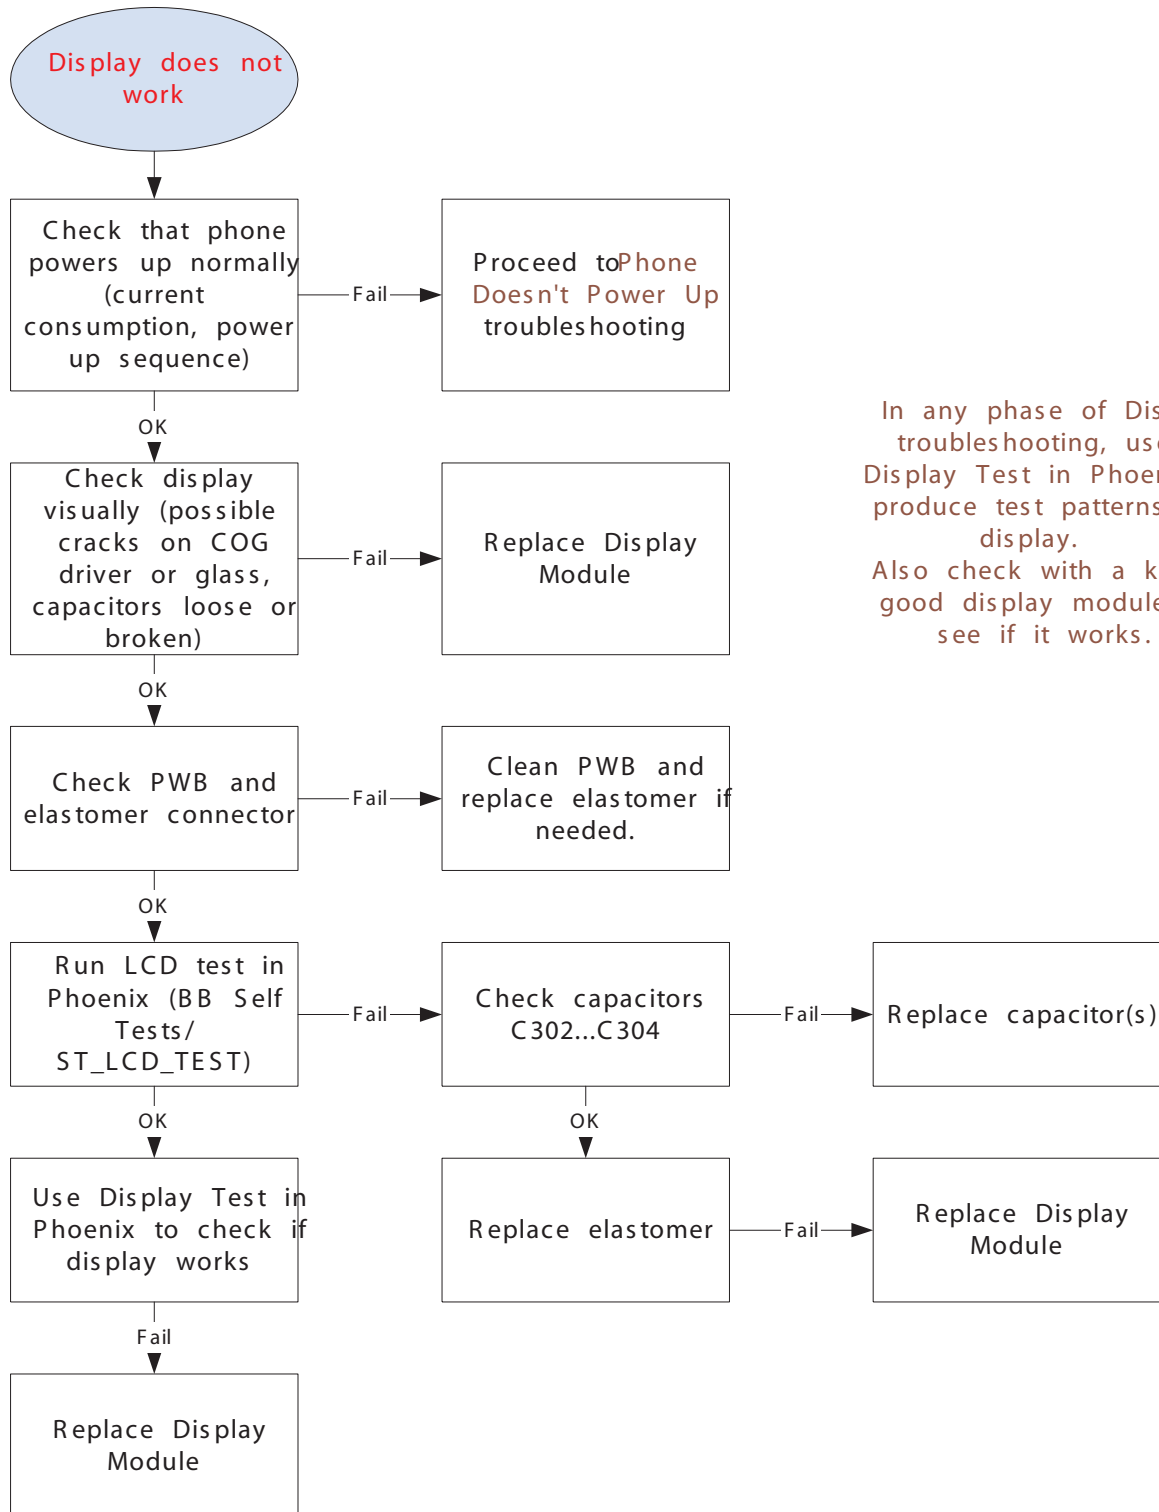 Display does not
work
Check that phone
powers up normally
(current
consumption, power
up sequence)
Fail
Proceed toPhone
Doesn't Power Up
troubleshooting
OK
Check display
visually (possible
cracks on COG
driver or glass,
capacitors loose or
broken)
Fail
Replace Display
Module
In any phase of
troubleshooting,
Display Test in
produce test patterns
display.
Also check with a
good display module
see if it works.
OK
Check PWB and
elastomer connector
Fail
Clean PWB and
replace elastomer if
needed.
OK
Run LCD test in
Phoenix (BB Self
Tests/
ST_LCD_TEST)
Fail
Check capacitors
C302...C304
Fail
Replace capacitor(s)
OK
OK
Use Display Test in
Phoenix to check if
display works
Replace elastomer
Fail
Replace Display
Module
Fail
Replace Display
Module